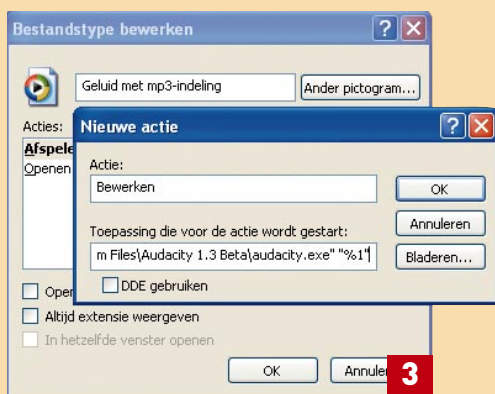 Bestandstype bewerken
Geluid met mp3-indeling
Ander pictogram...
Acties:
Afspele
Openen
Nieuwe actie
Actie:
Bewerken
Toepassing die voor de actie wordt gestart:
m Files\Audacity 1.3 Beta\audacity.exe" "%1"
DDE gebruiken
OK
Annuleren
Bladeren...
Oper
Altijd extensie weergeven
In hetzelfde venster openen
OK
Annule
3